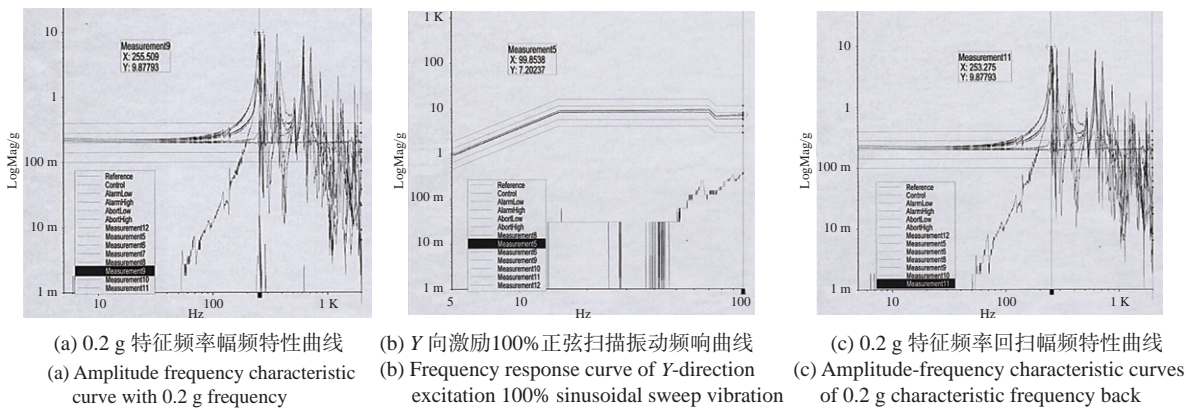 10
1
100 m
10 m
1 m
LogMag/g
Measurement9
X: 255.509
Y: 9.87793
Reference
Control
AlarmLow
AlarmHigh
AbortLow
AbortHigh
Measurement12
Measurement5
Measurement6
Measurement7
Measurement8
Measurement9
Measurement10
Measurement11
10
100
1 K
Hz
1 K
100
10
1
100 m
10 m
1 m
LogMag/g
Measurement5
X: 99.8538
Y: 7.20237
Reference
Control
AlarmLow
AlarmHigh
AbortLow
AbortHigh
Measurement5
Measurement9
Measurement10
Measurement11
Measurement12
5
10
100
Hz
10
1
100 m
10 m
1 m
LogMag/g
Measurement11
X: 253.275
Y: 9.87793
Reference
Control
AlarmLow
AlarmHigh
AbortLow
AbortHigh
Measurement12
Measurement5
Measurement6
Measurement8
Measurement9
Measurement10
Measurement11
10
100
1 K
Hz
(a) 0.2 g 特征频率幅频特性曲线
(a) Amplitude frequency characteristic
curve with 0.2 g frequency
(b) Y 向激励100%正弦扫描振动频响曲线
(b) Frequency response curve of Y-direction
excitation 100% sinusoidal sweep vibration
(c) 0.2 g 特征频率回扫幅频特性曲线
(c) Amplitude-frequency characteristic curves
of 0.2 g characteristic frequency back